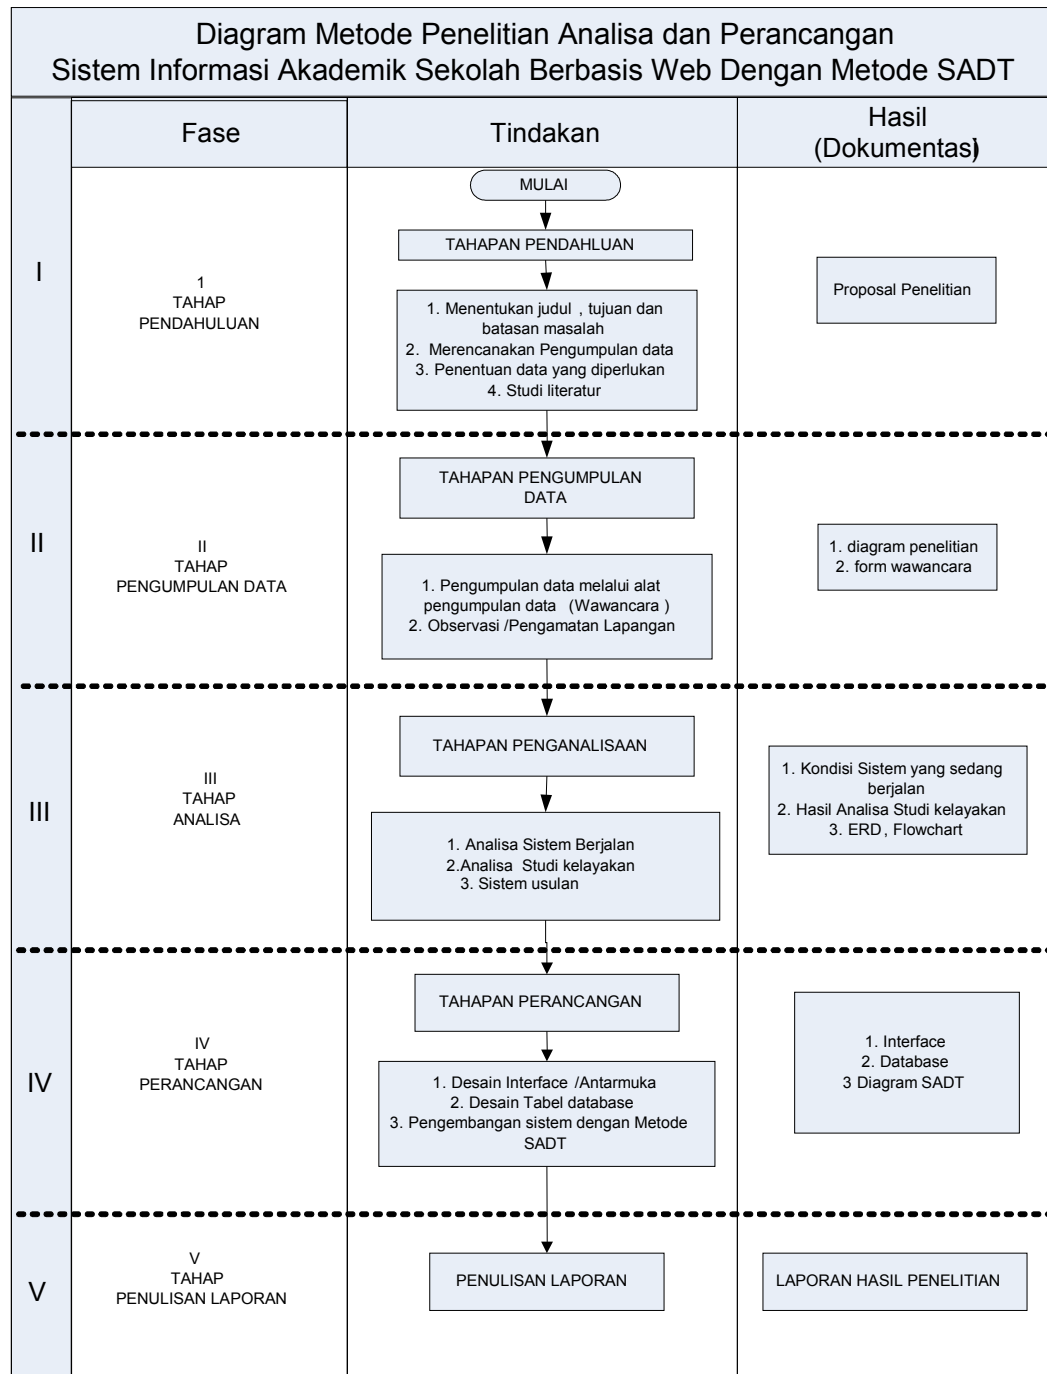 Diagram Metode Penelitian Analisa dan Perancangan
Sistem Informasi Akademik Sekolah Berbasis Web Dengan Metode SADT
Fase
Tindakan
Hasil
(Dokumentasi)
I
1
TAHAP
PENDAHULUAN
MULAI
TAHAPAN PENDAHLUAN
1. Menentukan judul , tujuan dan
batasan masalah
2. Merencanakan Pengumpulan data
3. Penentuan data yang diperlukan
4. Studi literatur
Proposal Penelitian
II
II
TAHAP
PENGUMPULAN DATA
TAHAPAN PENGUMPULAN
DATA
1. Pengumpulan data melalui alat
pengumpulan data (Wawancara )
2. Observasi /Pengamatan Lapangan
1. diagram penelitian
2. form wawancara
III
III
TAHAP
ANALISA
TAHAPAN PENGANALISAAN
1. Analisa Sistem Berjalan
2.Analisa Studi kelayakan
3. Sistem usulan
1. Kondisi Sistem yang sedang
berjalan
2. Hasil Analisa Studi kelayakan
3. ERD , Flowchart
IV
IV
TAHAP
PERANCANGAN
TAHAPAN PERANCANGAN
1. Desain Interface /Antarmuka
2. Desain Tabel database
3. Pengembangan sistem dengan Metode
SADT
1. Interface
2. Database
3 Diagram SADT
V
V
TAHAP
PENULISAN LAPORAN
PENULISAN LAPORAN
LAPORAN HASIL PENELITIAN